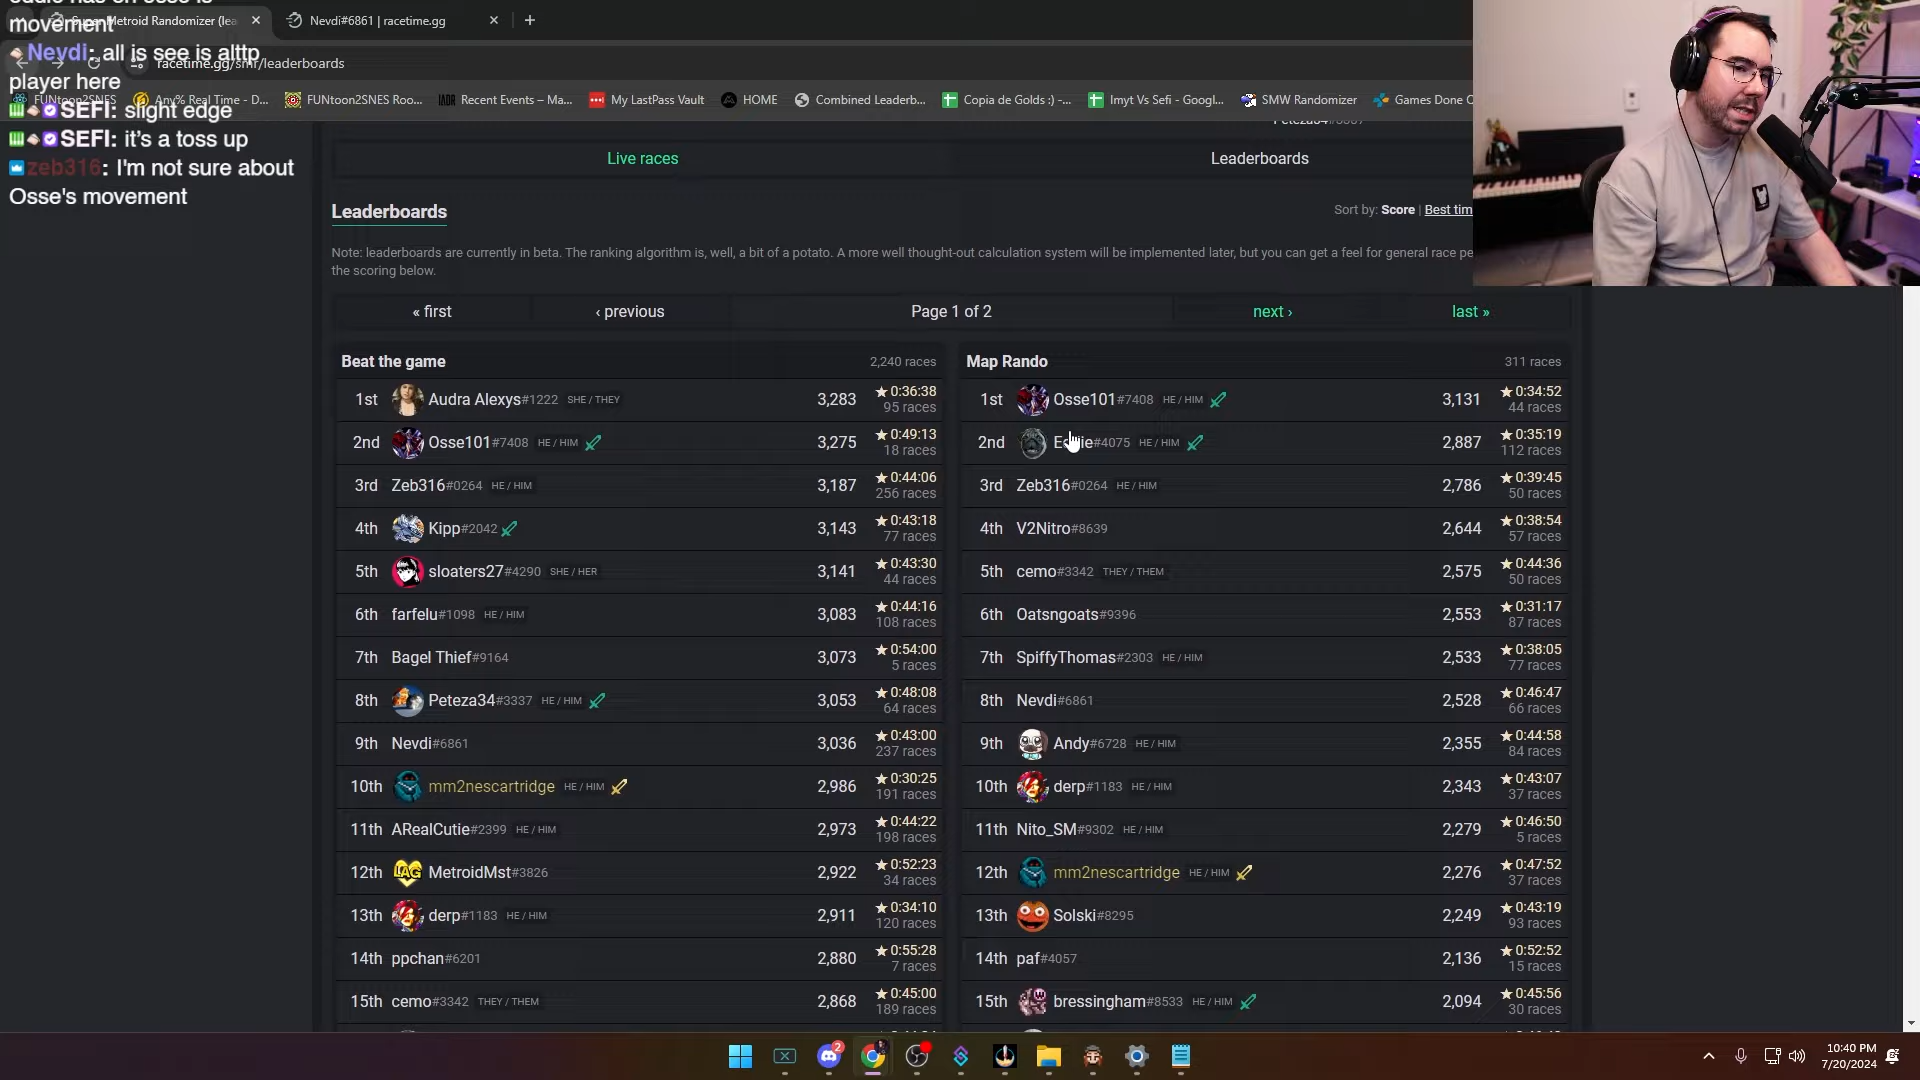 movement
Nevdi: all is see is alttp
player here
SEFI: slight edge
SEFI: it's a toss up
zeb316: I'm not sure about
Osse's movement
Nevdi#6861 | racetime.gg
racetime.gg/smr/leaderboards
FUNtoon2SNES
Any% Real Time - D...
FUNtoon2SNES Roo...
Recent Events – Ma...
My LastPass Vault
HOME
Combined Leaderb...
Copia de Golds :) -...
Imyt Vs Sefi - Googl...
SMW Randomizer
Games Done
Live races
Leaderboards
Leaderboards
Sort by: Score | Best tim
Note: leaderboards are currently in beta. The ranking algorithm is, well, a bit of a potato. A more well thought-out calculation system will be implemented later, but you can get a feel for general race pe
the scoring below.
« first
‹ previous
Page 1 of 2
next ›
last »
Beat the game 2,240 races
1st Audra Alexys#1222 SHE / THEY 3,283 ★0:36:38
95 races
2nd Osse101#7408 HE / HIM 3,275 ★0:49:13
18 races
3rd Zeb316#0264 HE / HIM 3,187 ★0:44:06
256 races
4th Kipp#2042 3,143 ★0:43:18
77 races
5th sloaters27#4290 SHE / HER 3,141 ★0:43:30
44 races
6th farfelu#1098 HE / HIM 3,083 ★0:44:16
108 races
7th Bagel Thief#9164 3,073 ★0:54:00
5 races
8th Peteza34#3337 HE / HIM 3,053 ★0:48:08
64 races
9th Nevdi#6861 3,036 ★0:43:00
237 races
10th mm2nescartridge HE / HIM 2,986 ★0:30:25
191 races
11th ARealCutie#2399 HE / HIM 2,973 ★0:44:22
198 races
12th LAG MetroidMst#3826 2,922 ★0:52:23
34 races
13th derp#1183 HE / HIM 2,911 ★0:34:10
120 races
14th ppchan#6201 2,880 ★0:55:28
7 races
15th cemo#3342 THEY / THEM 2,868 ★0:45:00
189 races
Map Rando 311 races
1st Osse101#7408 HE / HIM 3,131 ★0:34:52
44 races
2nd #4075 HE / HIM 2,887 ★0:35:19
112 races
3rd Zeb316#0264 HE / HIM 2,786 ★0:39:45
50 races
4th V2Nitro#8639 2,644 ★0:38:54
57 races
5th cemo#3342 THEY / THEM 2,575 ★0:44:36
50 races
6th Oatsngoats#9396 2,553 ★0:31:17
87 races
7th SpiffyThomas#2303 HE / HIM 2,533 ★0:38:05
77 races
8th Nevdi#6861 2,528 ★0:46:47
66 races
9th Andy#6728 HE / HIM 2,355 ★0:44:58
84 races
10th derp#1183 HE / HIM 2,343 ★0:43:07
37 races
11th Nito_SM#9302 HE / HIM 2,279 ★0:46:50
5 races
12th mm2nescartridge HE / HIM 2,276 ★0:47:52
37 races
13th Solski#8295 2,249 ★0:43:19
93 races
14th paf#4057 2,136 ★0:52:52
15 races
15th bressingham#8533 HE / HIM 2,094 ★0:45:56
30 races
2
10:40 PM
7/20/2024